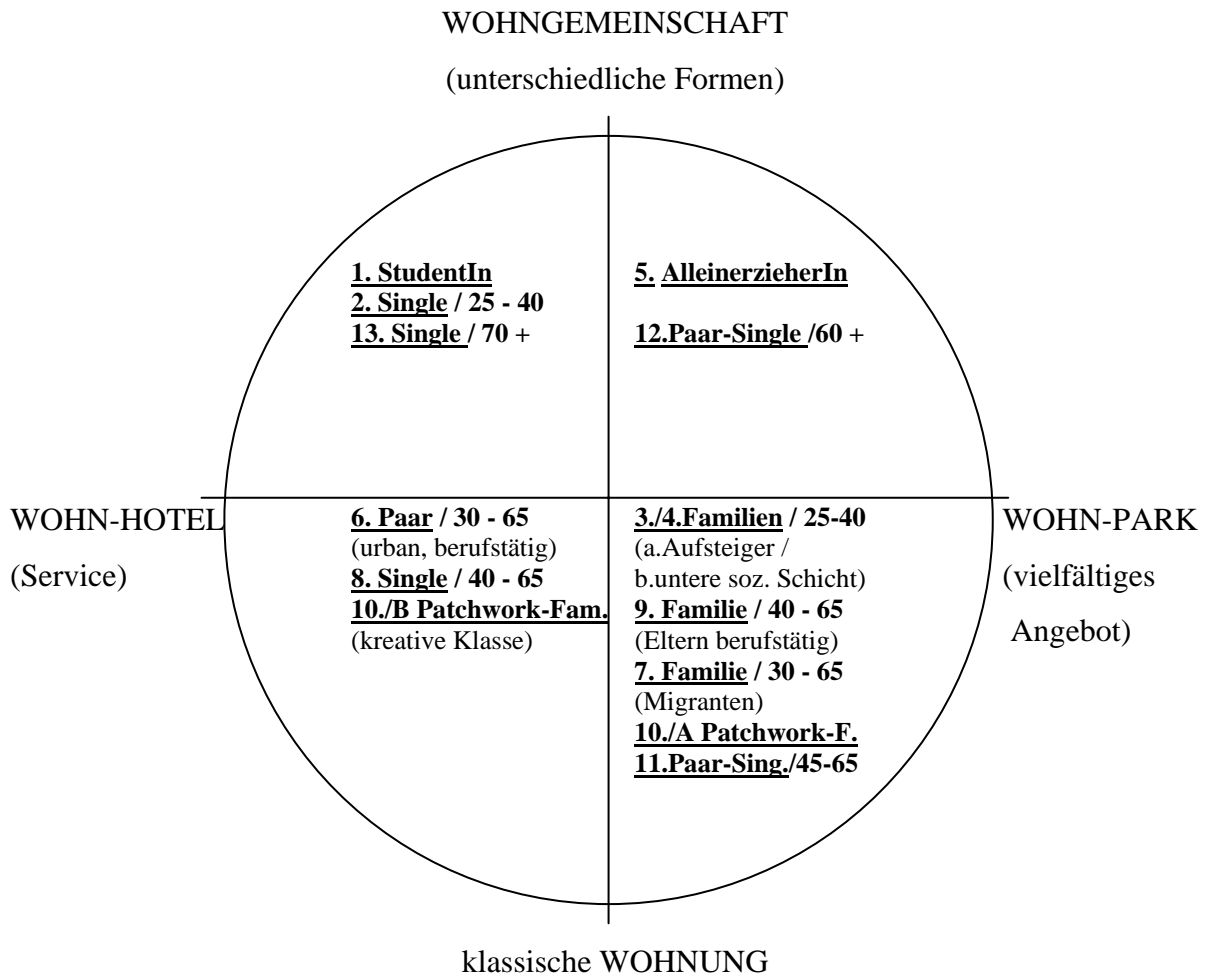 WOHNGEMEINSCHAFT
(unterschiedliche Formen)
1. StudentIn
2. Single / 25 - 40
13. Single / 70 +
5. AlleinerzieherIn
12.Paar-Single /60 +
WOHN-HOTEL
(Service)
6. Paar / 30 - 65
(urban, berufstätig)
8. Single / 40 - 65
10./B Patchwork-Fam.
(kreative Klasse)
3./4.Familien / 25-40
(a.Aufsteiger /
b.untere soz. Schicht)
9. Familie / 40 - 65
(Eltern berufstätig)
7. Familie / 30 - 65
(Migranten)
10./A Patchwork-F.
11.Paar-Sing./45-65
WOHN-PARK
(vielfältiges
Angebot)
klassische WOHNUNG